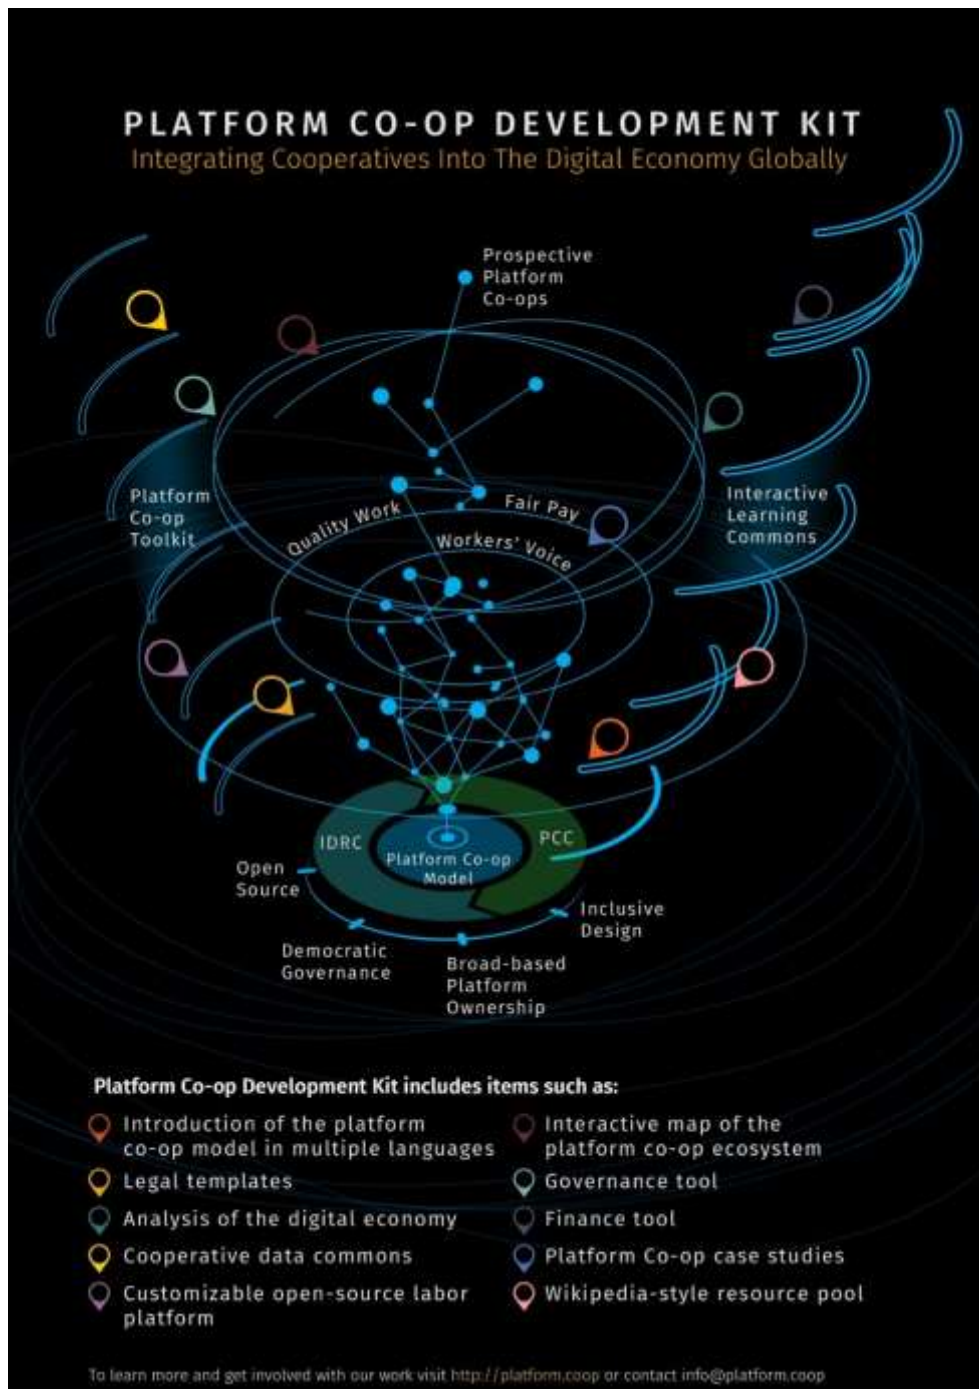 PLATFORM CO-OP DEVELOPMENT KIT
Integrating Cooperatives Into The Digital Economy Globally
Prospective
Platform
Co-ops
Platform
Co-op
Toolkit
Quality Work
Fair Pay
Workers' Voice
Interactive
Learning
Commons
IDRC
PCC
Platform Co-op
Model
Open
Source
Democratic
Governance
Broad-based
Platform
Ownership
Inclusive
Design
Platform Co-op Development Kit includes items such as:
Introduction of the platform
co-op model in multiple languages
Legal templates
Analysis of the digital economy
Cooperative data commons
Customizable open-source labor
platform
Interactive map of the
platform co-op ecosystem
Governance tool
Finance tool
Platform Co-op case studies
Wikipedia-style resource pool
To learn more and get involved with our work visit http://platform.coop or contact info@platform.coop